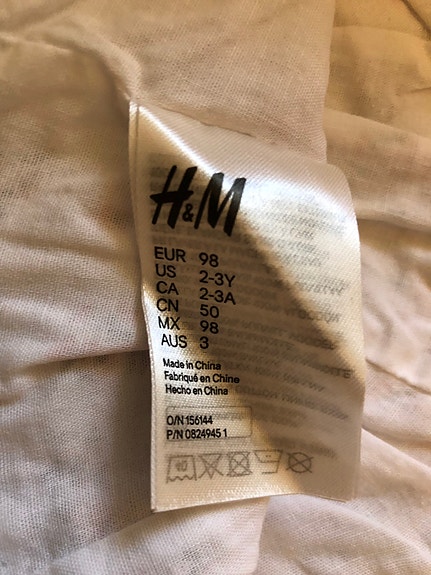 H&M
EUR 98
US 2-3Y
CA 2-3A
CN 50
MX 98
AUS 3
Made in China
Fabriqué en Chine
Hecho en China
O/N 156144
P/N 0824945 1
40